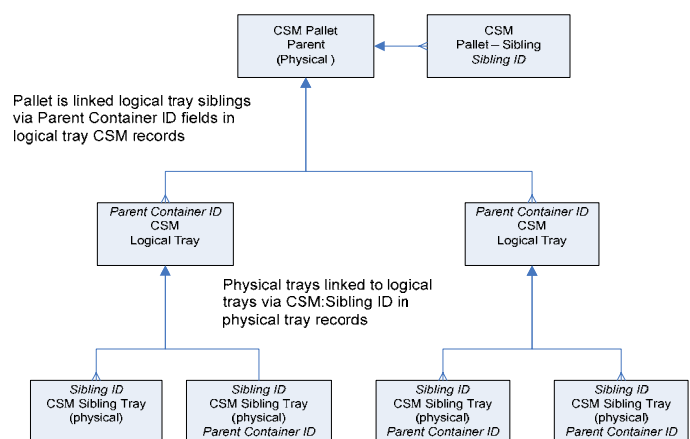 CSM Pallet
Parent
(Physical )
CSM
Pallet – Sibling
Sibling ID
Pallet is linked logical tray siblings
via Parent Container ID fields in
logical tray CSM records
Parent Container ID
CSM
Logical Tray
Parent Container ID
CSM
Logical Tray
Physical trays linked to logical
trays via CSM:Sibling ID in
physical tray records
Sibling ID
CSM Sibling Tray
(physical)
Sibling ID
CSM Sibling Tray
(physical)
Parent Container ID
Sibling ID
CSM Sibling Tray
(physical)
Parent Container ID
Sibling ID
CSM Sibling Tray
(physical)
Parent Container ID